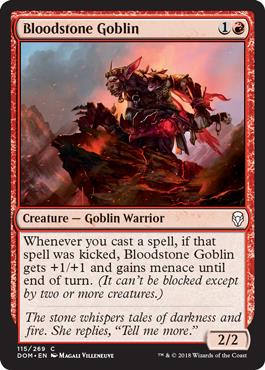 Bloodstone Goblin
1
Creature — Goblin Warrior
Whenever you cast a spell, if that
spell was kicked, Bloodstone Goblin
gets +1/+1 and gains menace until
end of turn. (It can't be blocked except
by two or more creatures.)
The stone whispers tales of darkness and
fire. She replies, “Tell me more.”
2/2
115/269 C
DOM • EN Magali Villeneuve
™ & © 2018 Wizards of the Coast